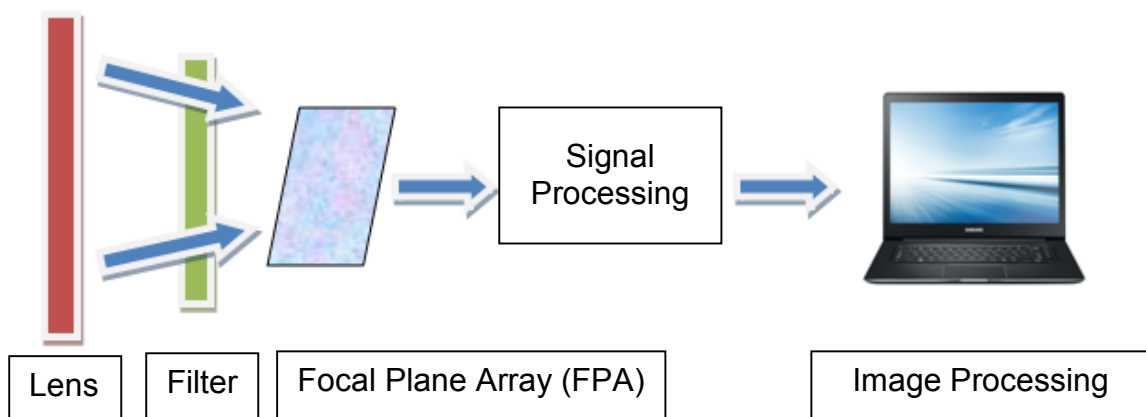 Signal
Processing
Lens
Filter
Focal Plane Array (FPA)
Image Processing